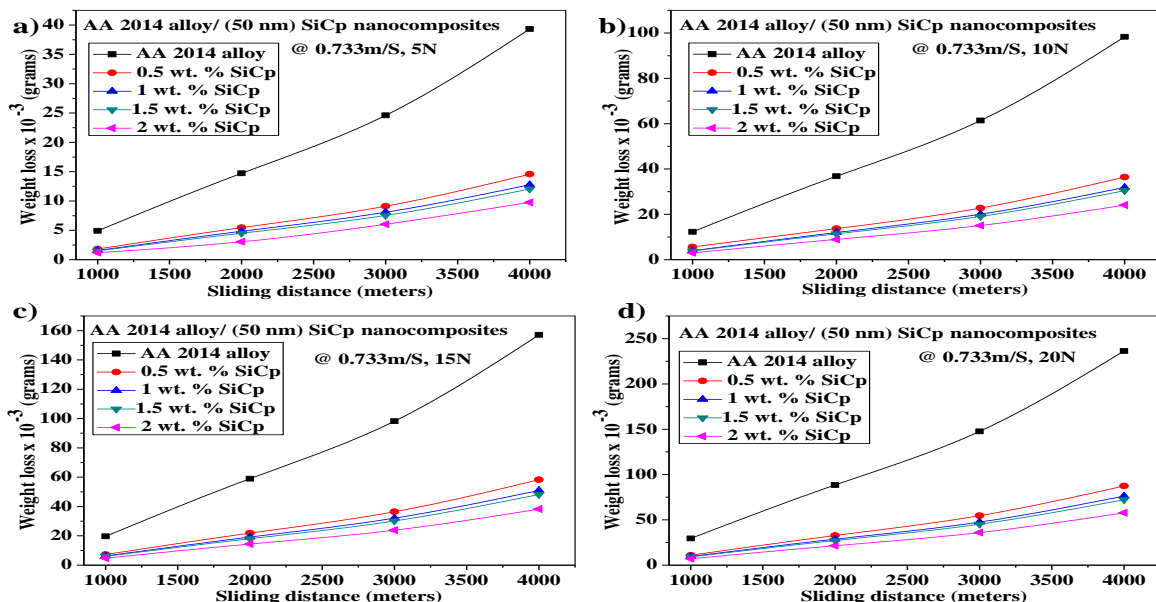 a)
AA 2014 alloy/ (50 nm) SiCp nanocomposites
@ 0.733m/S, 5N
AA 2014 alloy
0.5 wt. % SiCp
1 wt. % SiCp
1.5 wt. % SiCp
2 wt. % SiCp
Weight loss x 10⁻³ (grams)
40
35
30
25
20
15
10
5
0
1000 1500 2000 2500 3000 3500 4000
Sliding distance (meters)
b)
AA 2014 alloy/ (50 nm) SiCp nanocomposites
@ 0.733m/S, 10N
AA 2014 alloy
0.5 wt. % SiCp
1 wt. % SiCp
1.5 wt. % SiCp
2 wt. % SiCp
Weight loss x 10⁻³ (grams)
100
80
60
40
20
0
1000 1500 2000 2500 3000 3500 4000
Sliding distance (meters)
c)
AA 2014 alloy/ (50 nm) SiCp nanocomposites
@ 0.733m/S, 15N
AA 2014 alloy
0.5 wt. % SiCp
1 wt. % SiCp
1.5 wt. % SiCp
2 wt. % SiCp
Weight loss x 10⁻³ (grams)
160
140
120
100
80
60
40
20
0
1000 1500 2000 2500 3000 3500 4000
Sliding distance (meters)
d)
AA 2014 alloy/ (50 nm) SiCp nanocomposites
@ 0.733m/S, 20N
AA 2014 alloy
0.5 wt. % SiCp
1 wt. % SiCp
1.5 wt. % SiCp
2 wt. % SiCp
Weight loss x 10⁻³ (grams)
250
200
150
100
50
0
1000 1500 2000 2500 3000 3500 4000
Sliding distance (meters)